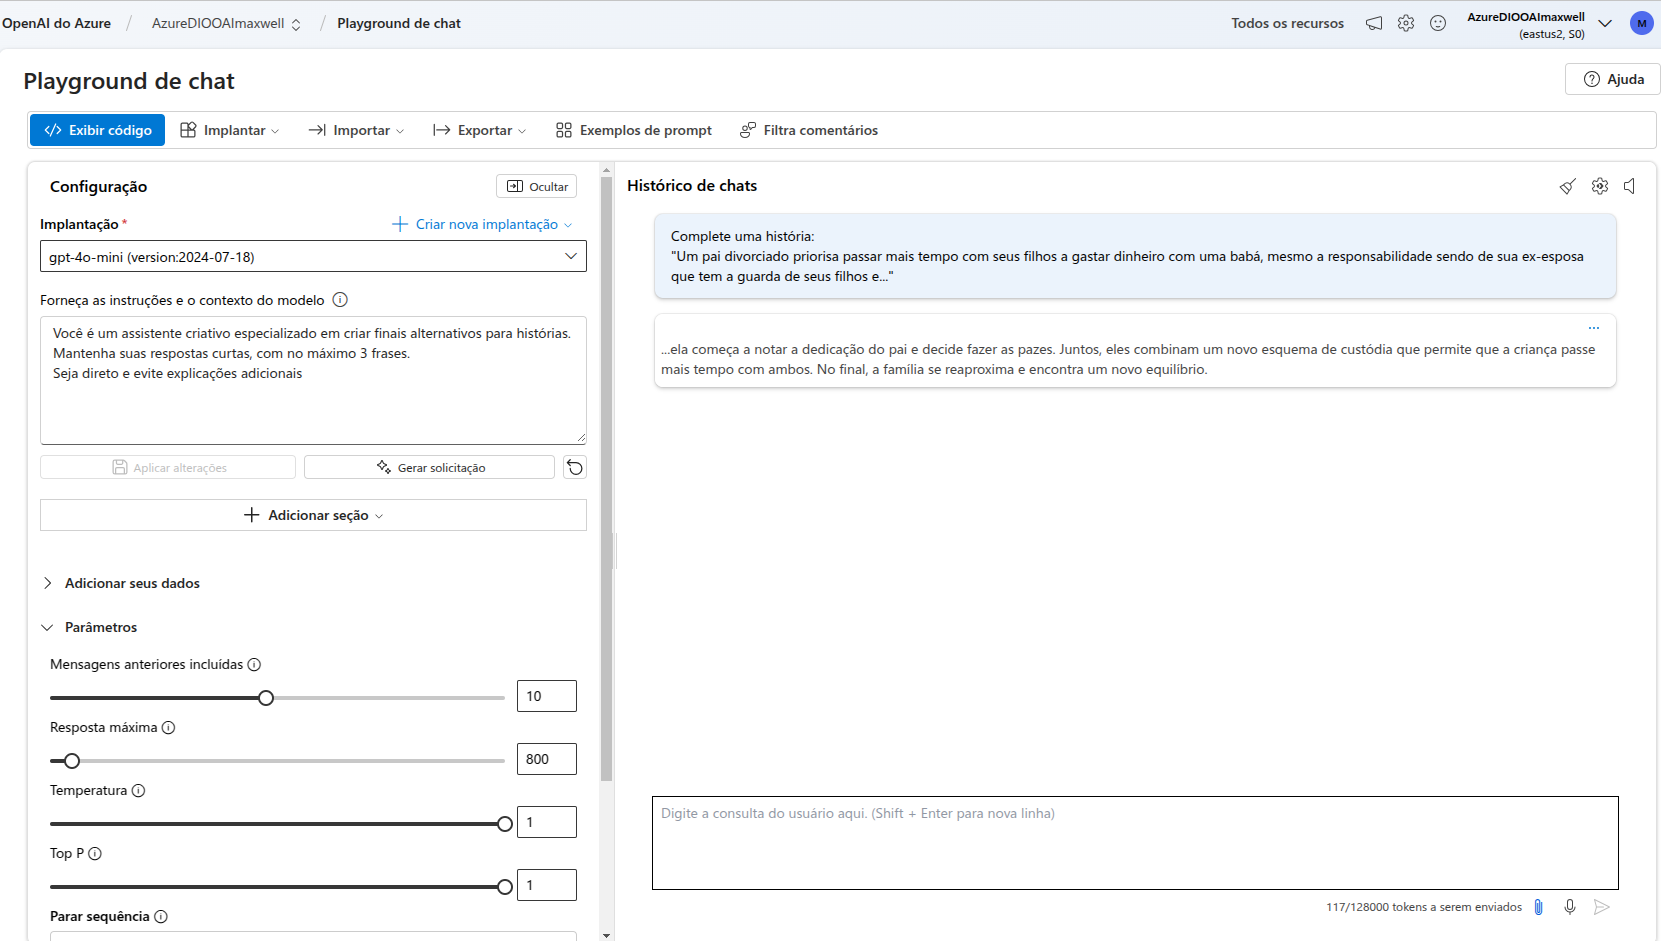 OpenAI do Azure / AzureDIOOAImaxwell / Playground de chat
Todos os recursos
AzureDIOOAImaxwell
(eastus2, S0)
M
Playground de chat
Ajuda
Exibir código
Implantar
Importar
Exportar
Exemplos de prompt
Filtra comentários
Configuração
Ocultar
Implantação *
Criar nova implantação
gpt-4o-mini (version:2024-07-18)
Forneça as instruções e o contexto do modelo
Você é um assistente criativo especializado em criar finais alternativos para histórias.
Mantenha suas respostas curtas, com no máximo 3 frases.
Seja direto e evite explicações adicionais
Aplicar alterações
Gerar solicitação
Adicionar seção
Adicionar seus dados
Parâmetros
Mensagens anteriores incluídas
10
Resposta máxima
800
Temperatura
1
Top P
1
Parar sequência
Histórico de chats
Complete uma história:
"Um pai divorciado priorisa passar mais tempo com seus filhos a gastar dinheiro com uma babá, mesmo a responsabilidade sendo de sua ex-esposa
que tem a guarda de seus filhos e..."
...ela começa a notar a dedicação do pai e decide fazer as pazes. Juntos, eles combinam um novo esquema de custódia que permite que a criança passe
mais tempo com ambos. No final, a família se reaproxima e encontra um novo equilíbrio.
Digite a consulta do usuário aqui. (Shift + Enter para nova linha)
117/128000 tokens a serem enviados